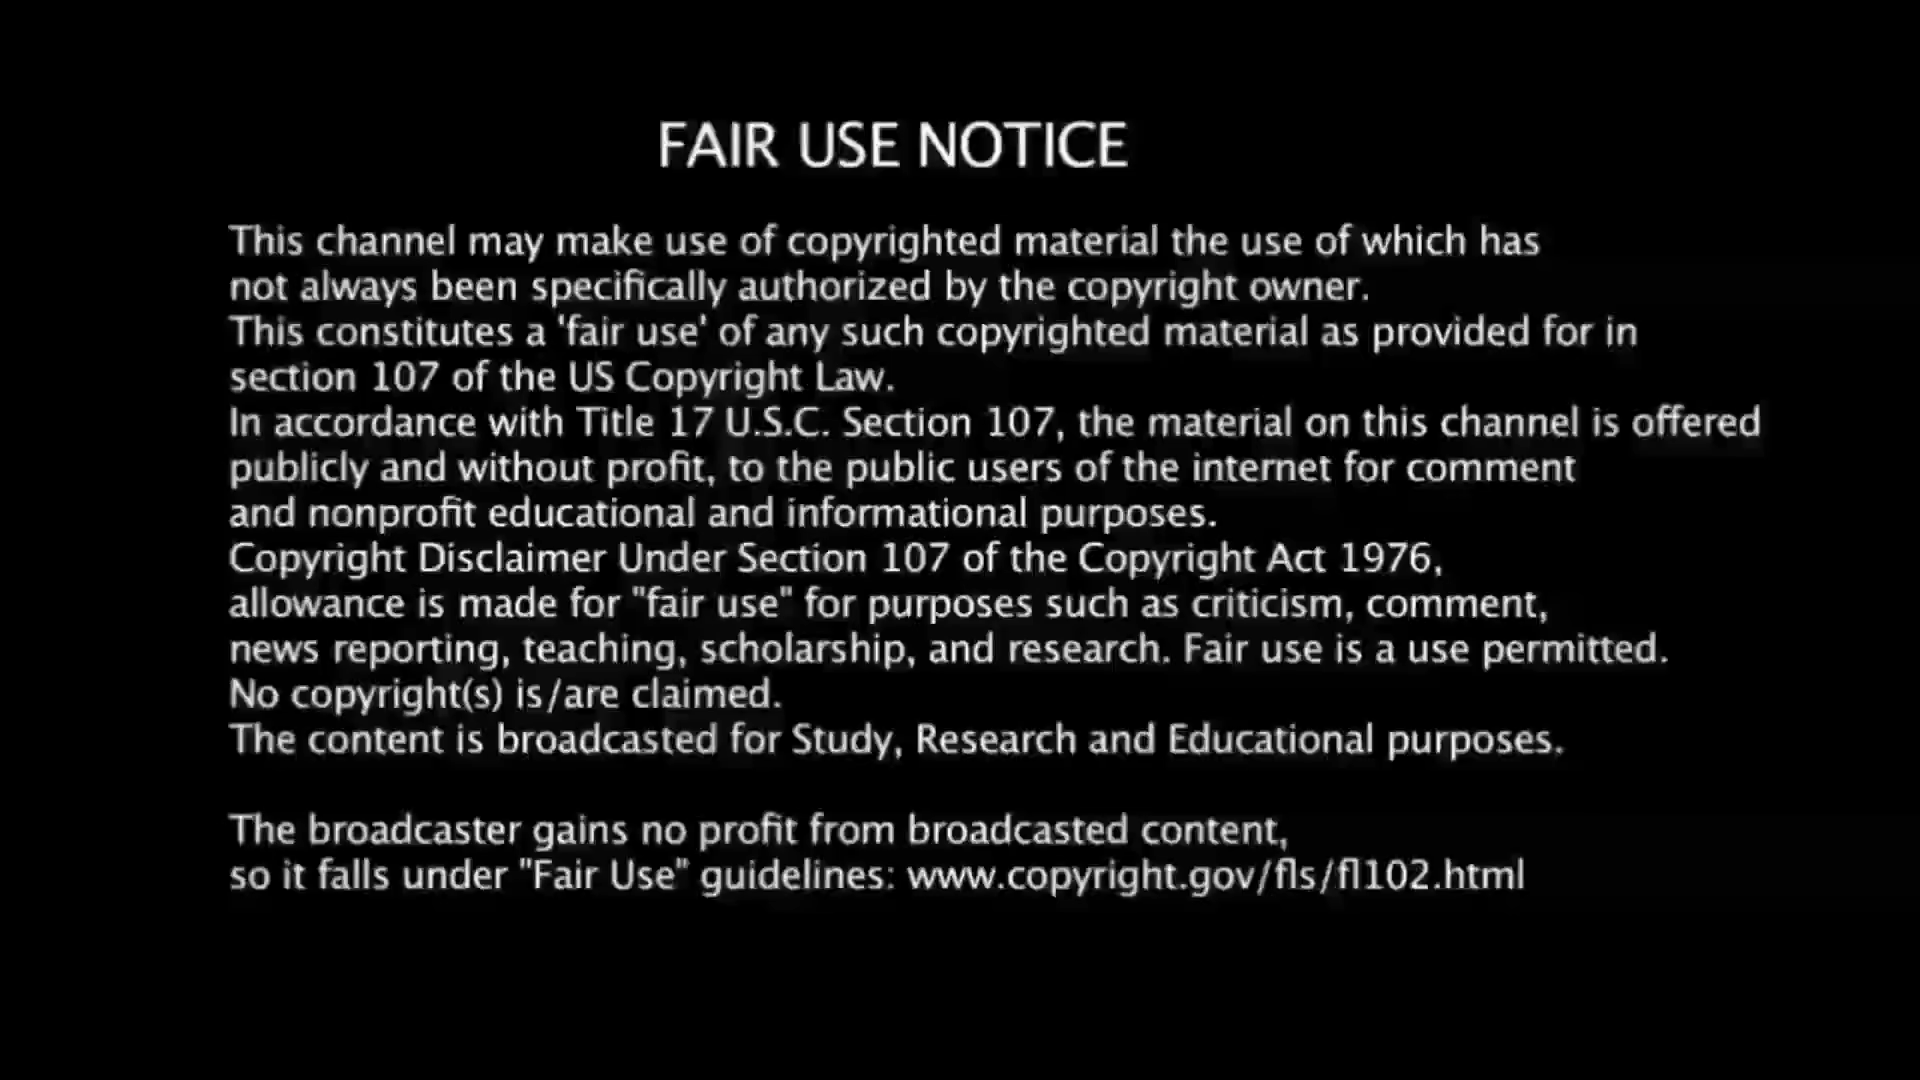 FAIR USE NOTICE
This channel may make use of copyrighted material the use of which has
not always been specifically authorized by the copyright owner.
This constitutes a 'fair use' of any such copyrighted material as provided for in
section 107 of the US Copyright Law.
In accordance with Title 17 U.S.C. Section 107, the material on this channel is offered
publicly and without profit, to the public users of the internet for comment
and nonprofit educational and informational purposes.
Copyright Disclaimer Under Section 107 of the Copyright Act 1976,
allowance is made for "fair use" for purposes such as criticism, comment,
news reporting, teaching, scholarship, and research. Fair use is a use permitted.
No copyright(s) is/are claimed.
The content is broadcasted for Study, Research and Educational purposes.
The broadcaster gains no profit from broadcasted content,
so it falls under "Fair Use" guidelines: www.copyright.gov/fls/fl102.html